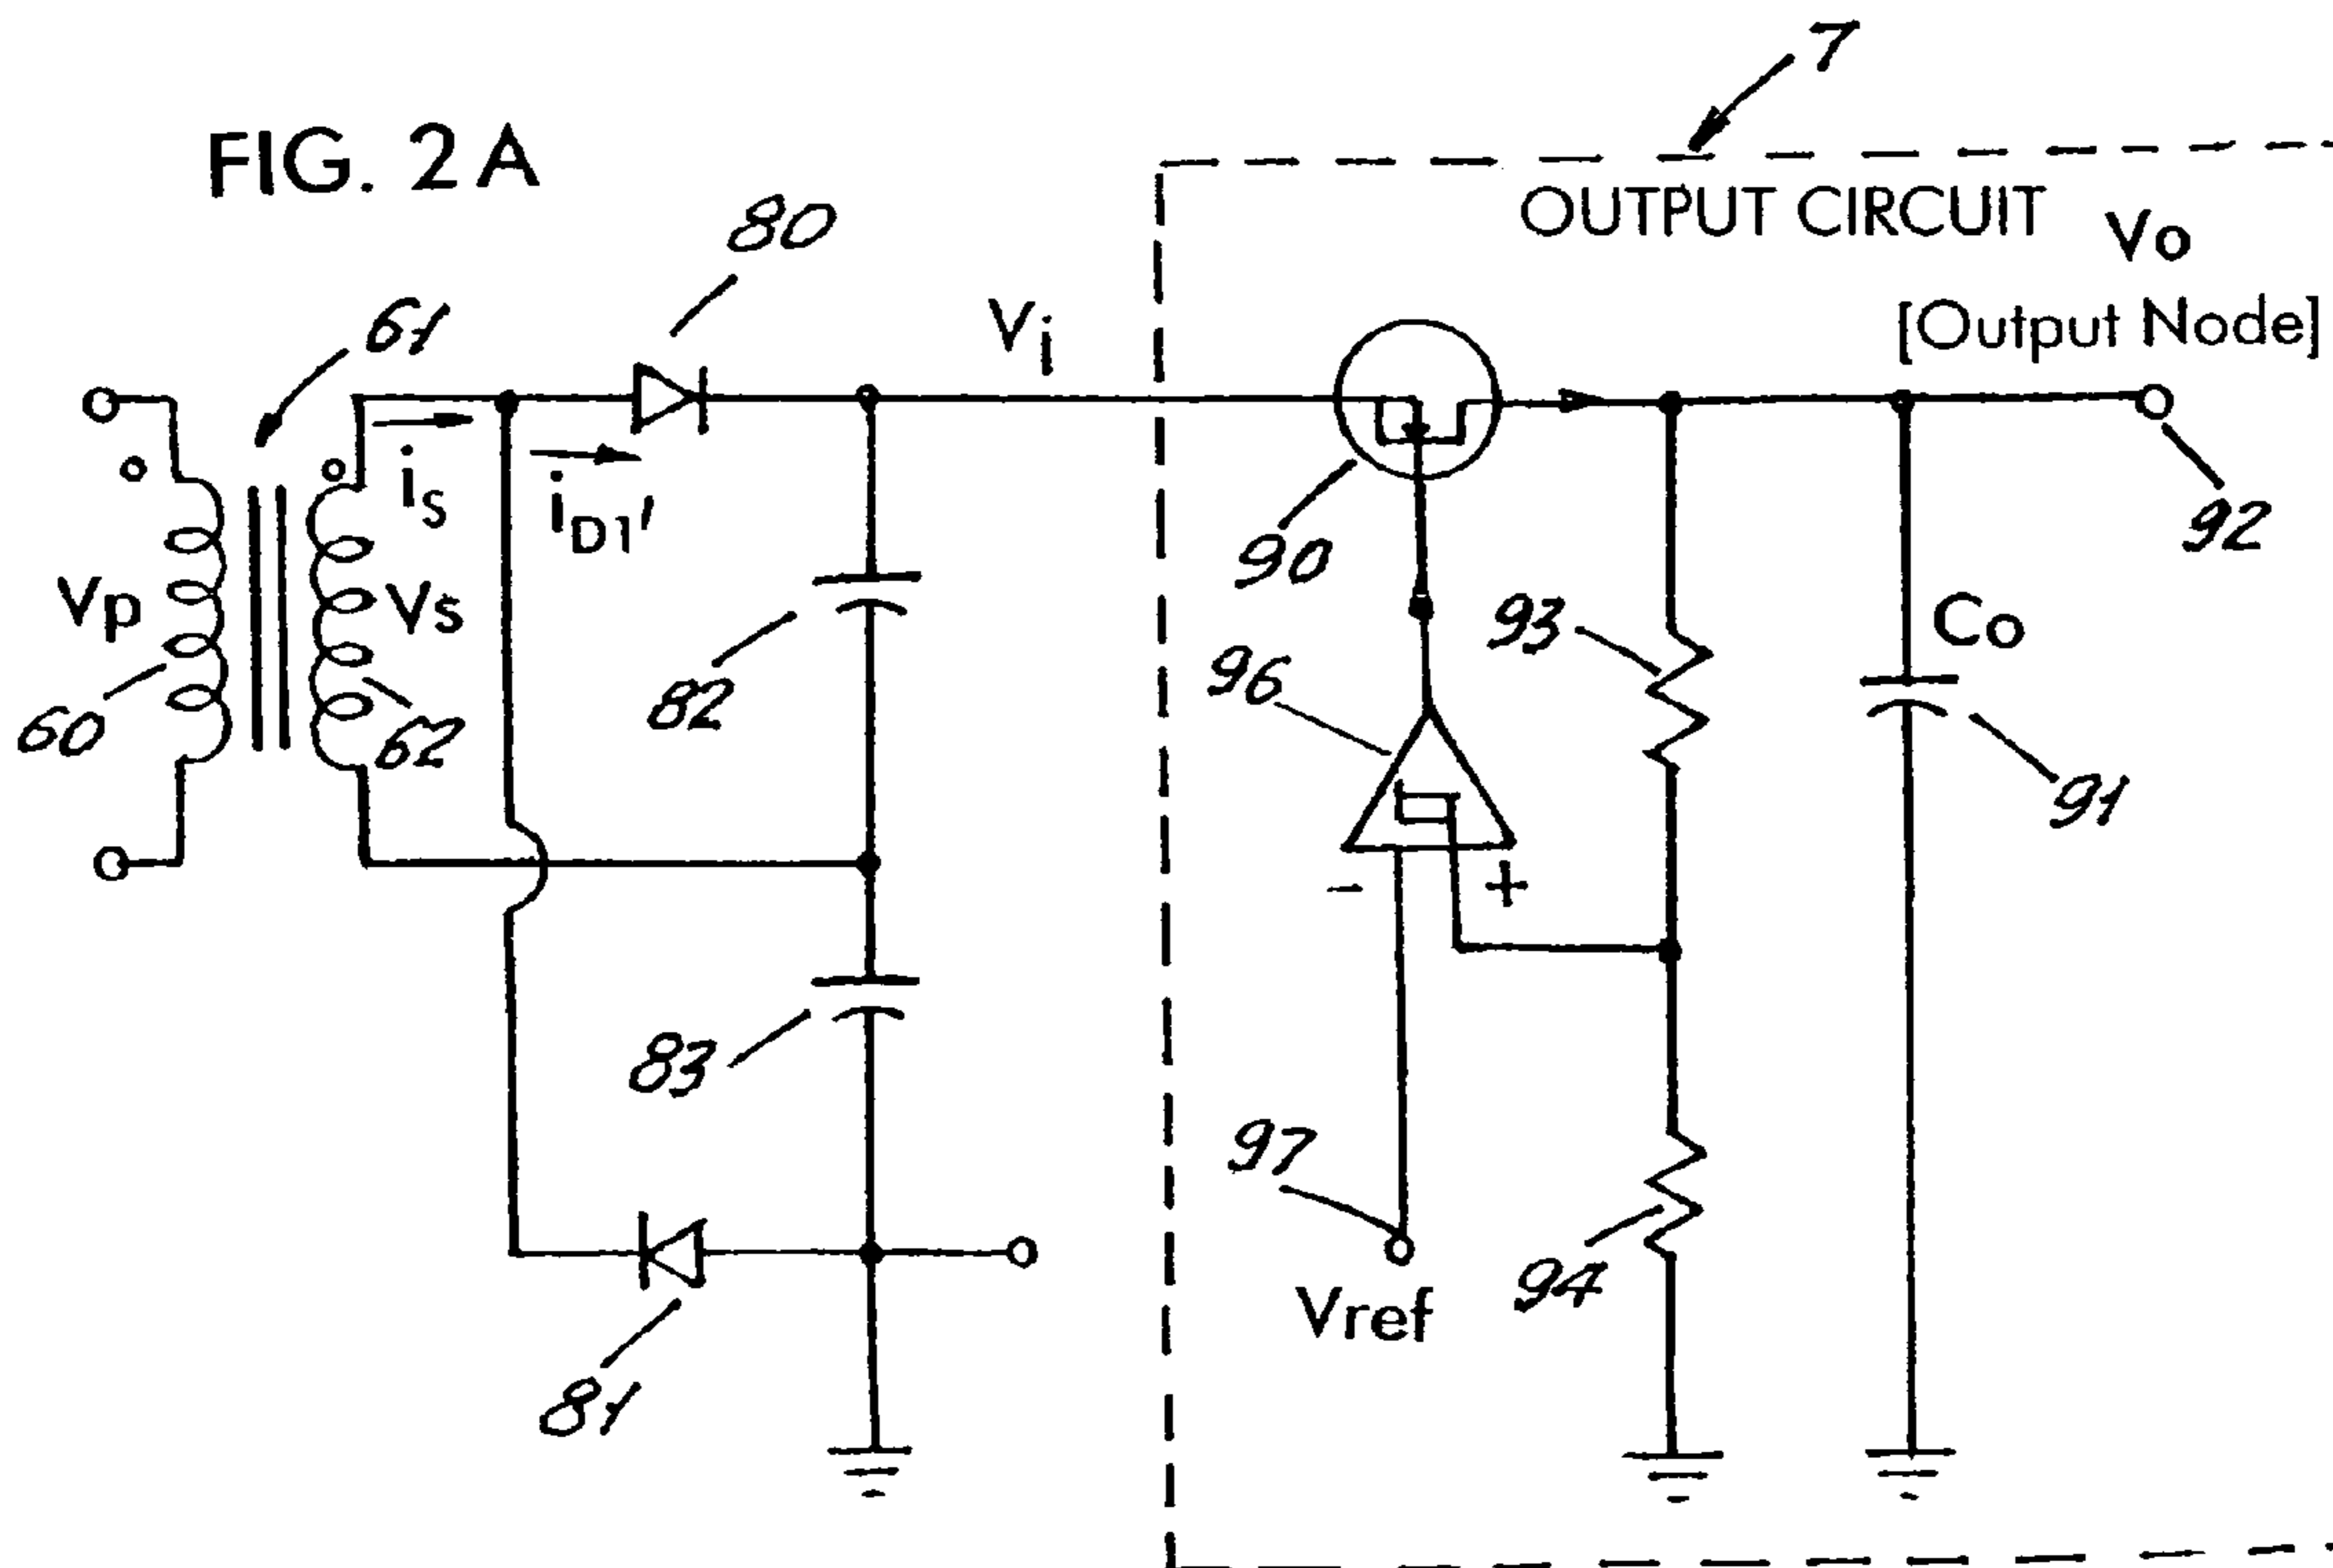 7
FIG. 2A
OUTPUT CIRCUIT
Vo
80
[Output Node]
61
Vi
is
iD1'
92
90
Vp
Vs
93
Co
96
82
60
62
91
-
+
83
97
Vref
94
81